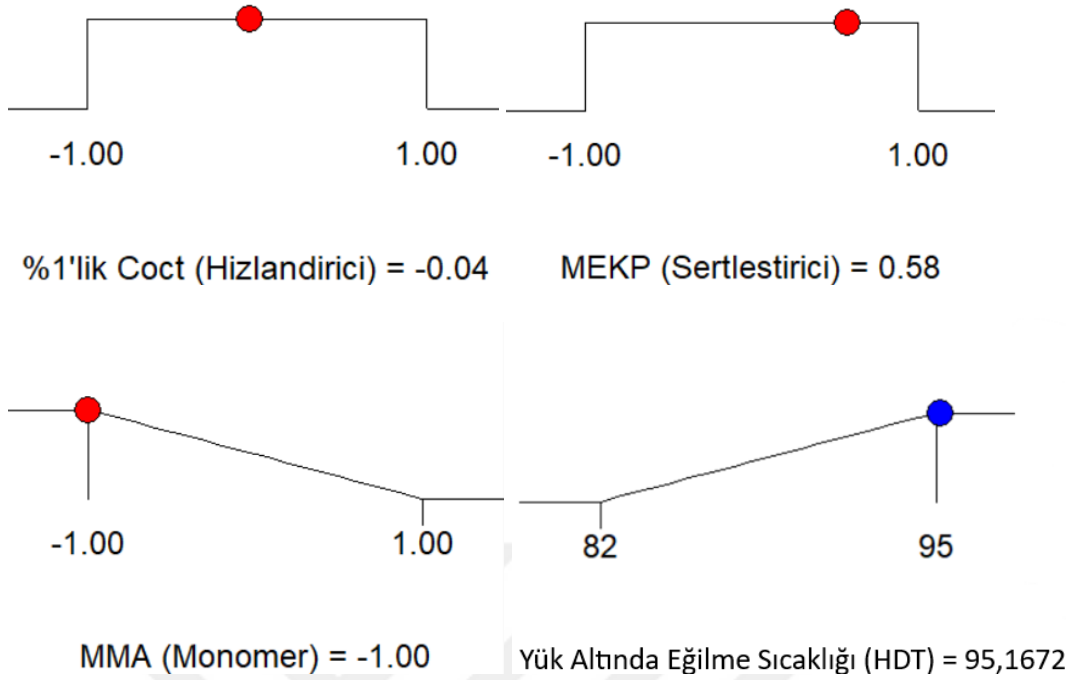 -1.00 1.00
-1.00 1.00
%1'lik Coct (Hizlandirici) = -0.04
MEKP (Sertlestirici) = 0.58
-1.00 1.00
82 95
MMA (Monomer) = -1.00
Yük Altında Eğilme Sıcaklığı (HDT) = 95,1672